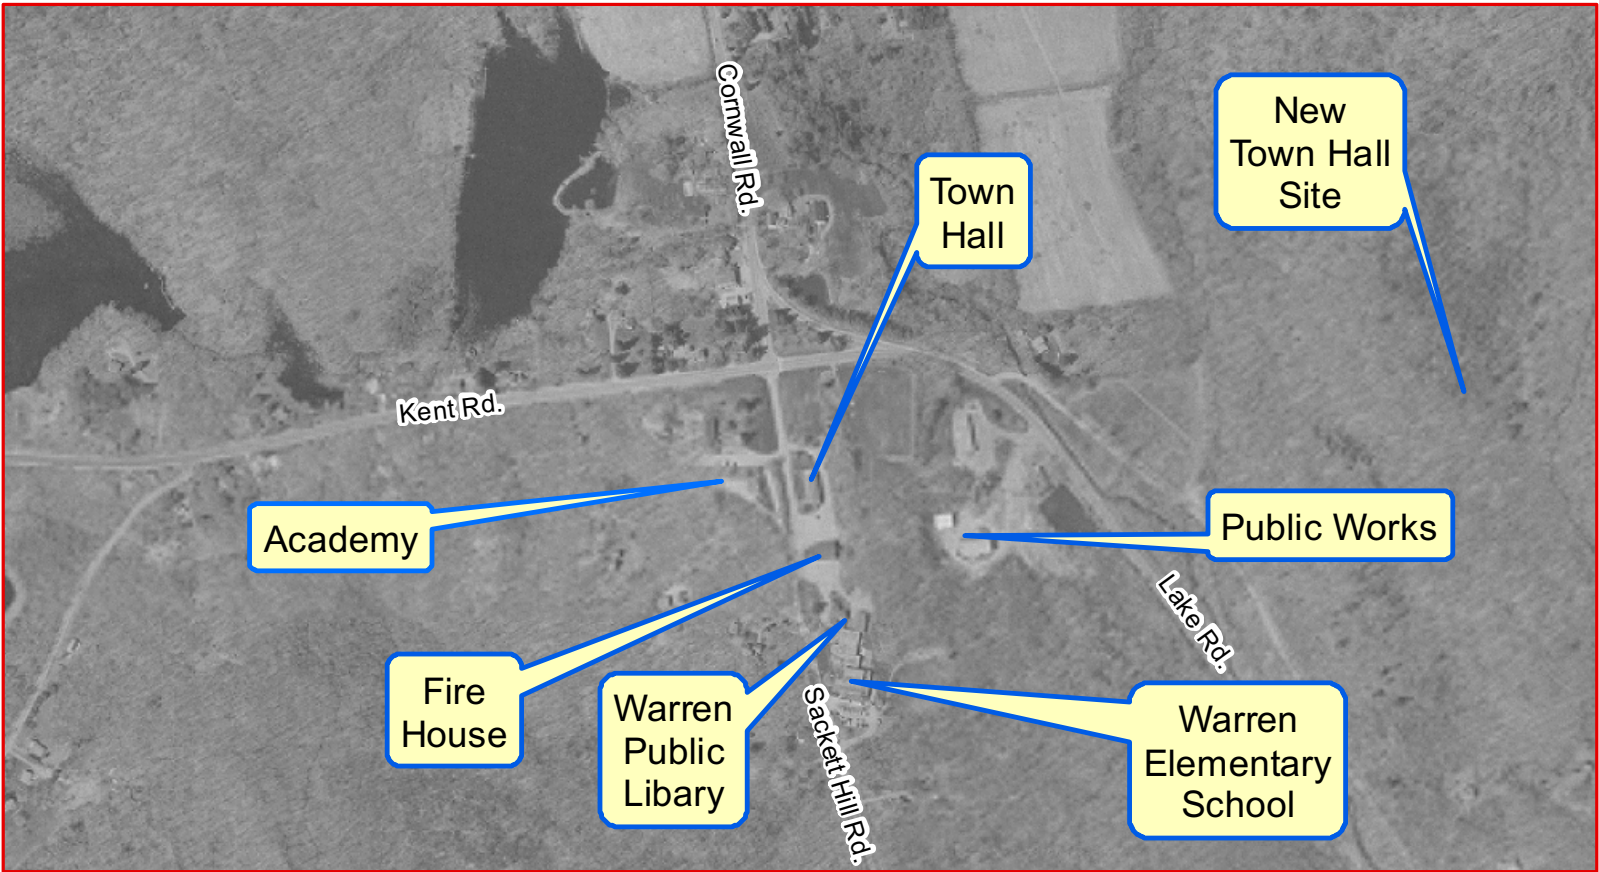 Cornwall Rd.
New
Town Hall
Site
Town
Hall
Kent Rd.
Academy
Public Works
Lake Rd.
Fire
House
Warren
Public
Libary
Sackett Hill Rd.
Warren
Elementary
School